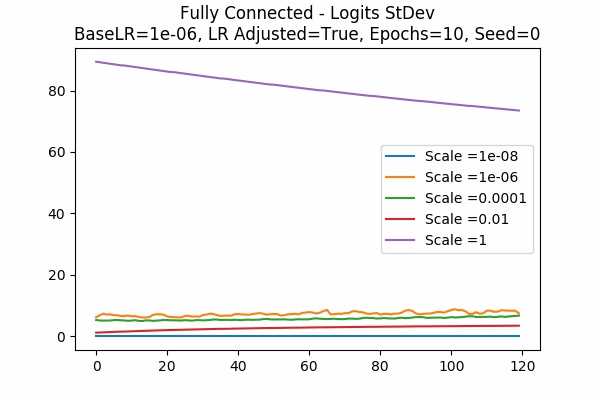 Fully Connected - Logits StDev
BaseLR=1e-06, LR Adjusted=True, Epochs=10, Seed=0
80
60
40
20
0
Scale =1e-08
Scale =1e-06
Scale =0.0001
Scale =0.01
Scale =1
0 20 40 60 80 100 120